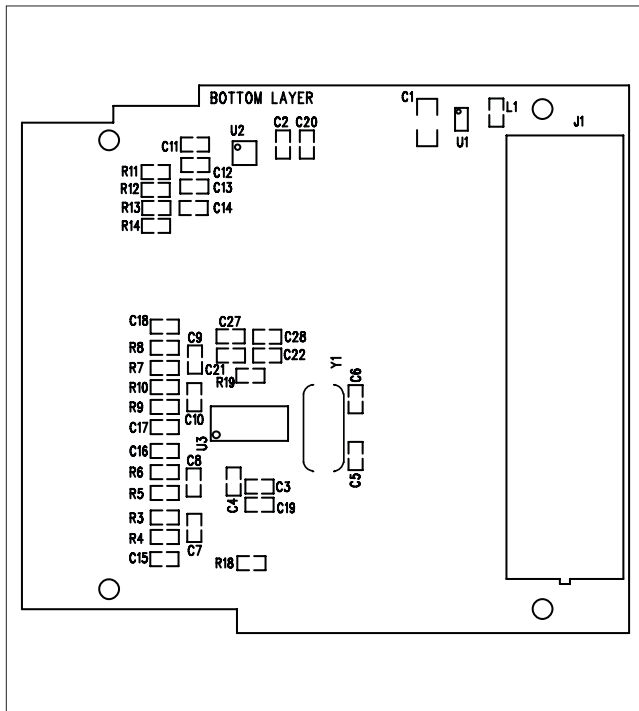 BOTTOM LAYER
C1
L1
J1
U1
U2
C2
C20
C11
C12
C13
C14
R11
R12
R13
R14
C18
R8
R7
R10
R9
C17
C16
R6
R5
R3
R4
C15
C9
C10
C8
C7
C27
C28
C21
C22
R19
U3
Y1
C6
C5
C4
C3
C19
R18